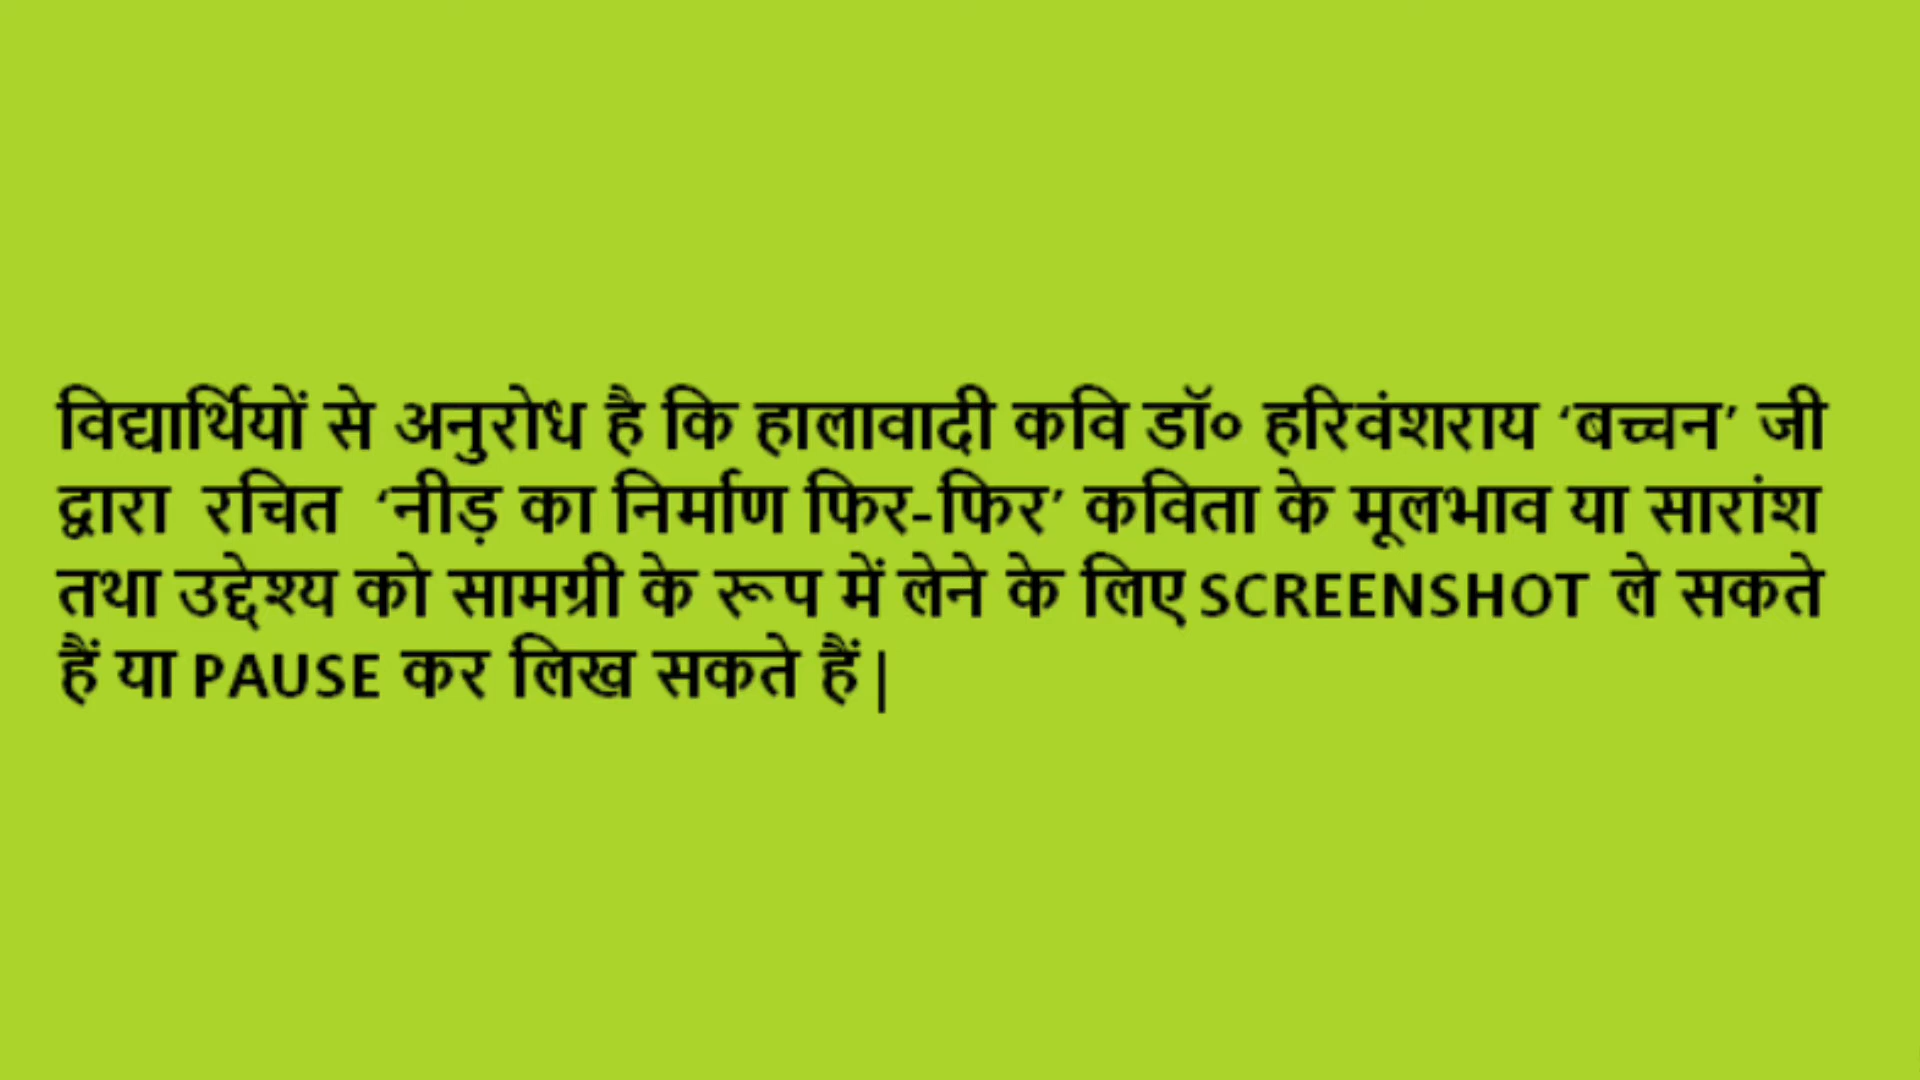 विद्यार्थियों से अनुरोध है कि हालावादी कवि डॉ० हरिवंशराय ‘बच्चन’ जी
द्वारा रचित ‘नीड़ का निर्माण फिर-फिर’ कविता के मूलभाव या सारांश
तथा उद्देश्य को सामग्री के रूप में लेने के लिए SCREENSHOT ले सकते
हैं या PAUSE कर लिख सकते हैं |